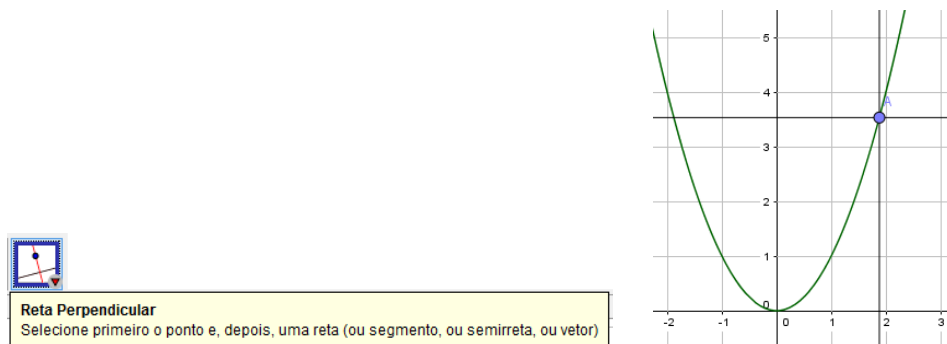 5
4
A
3
2
1
0
-2 -1 0 1 2 3
Reta Perpendicular
Selecione primeiro o ponto e, depois, uma reta (ou segmento, ou semirreta, ou vetor)